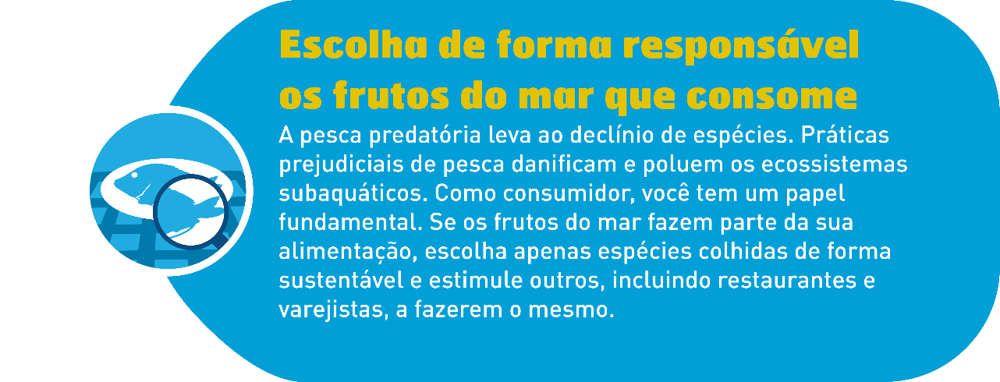 Escolha de forma responsável
os frutos do mar que consome
A pesca predatória leva ao declínio de espécies. Práticas
prejudiciais de pesca danificam e poluem os ecossistemas
subaquáticos. Como consumidor, você tem um papel
fundamental. Se os frutos do mar fazem parte da sua
alimentação, escolha apenas espécies colhidas de forma
sustentável e estimule outros, incluindo restaurantes e
varejistas, a fazerem o mesmo.